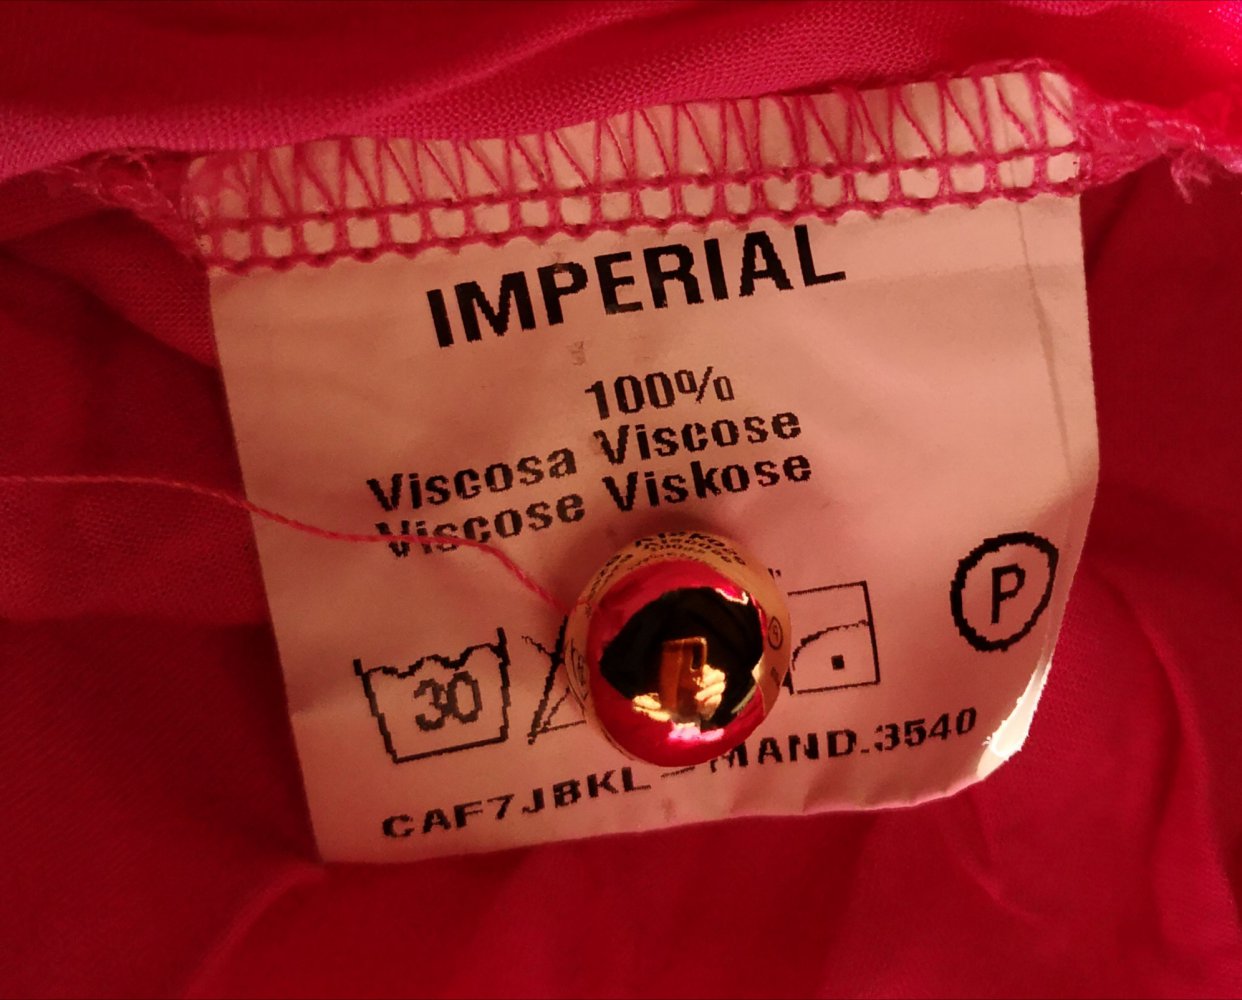 IMPERIAL
100%
Viscosa Viscose
Viscose Viskose
30 P
CAF7JBKL-MAND.3540